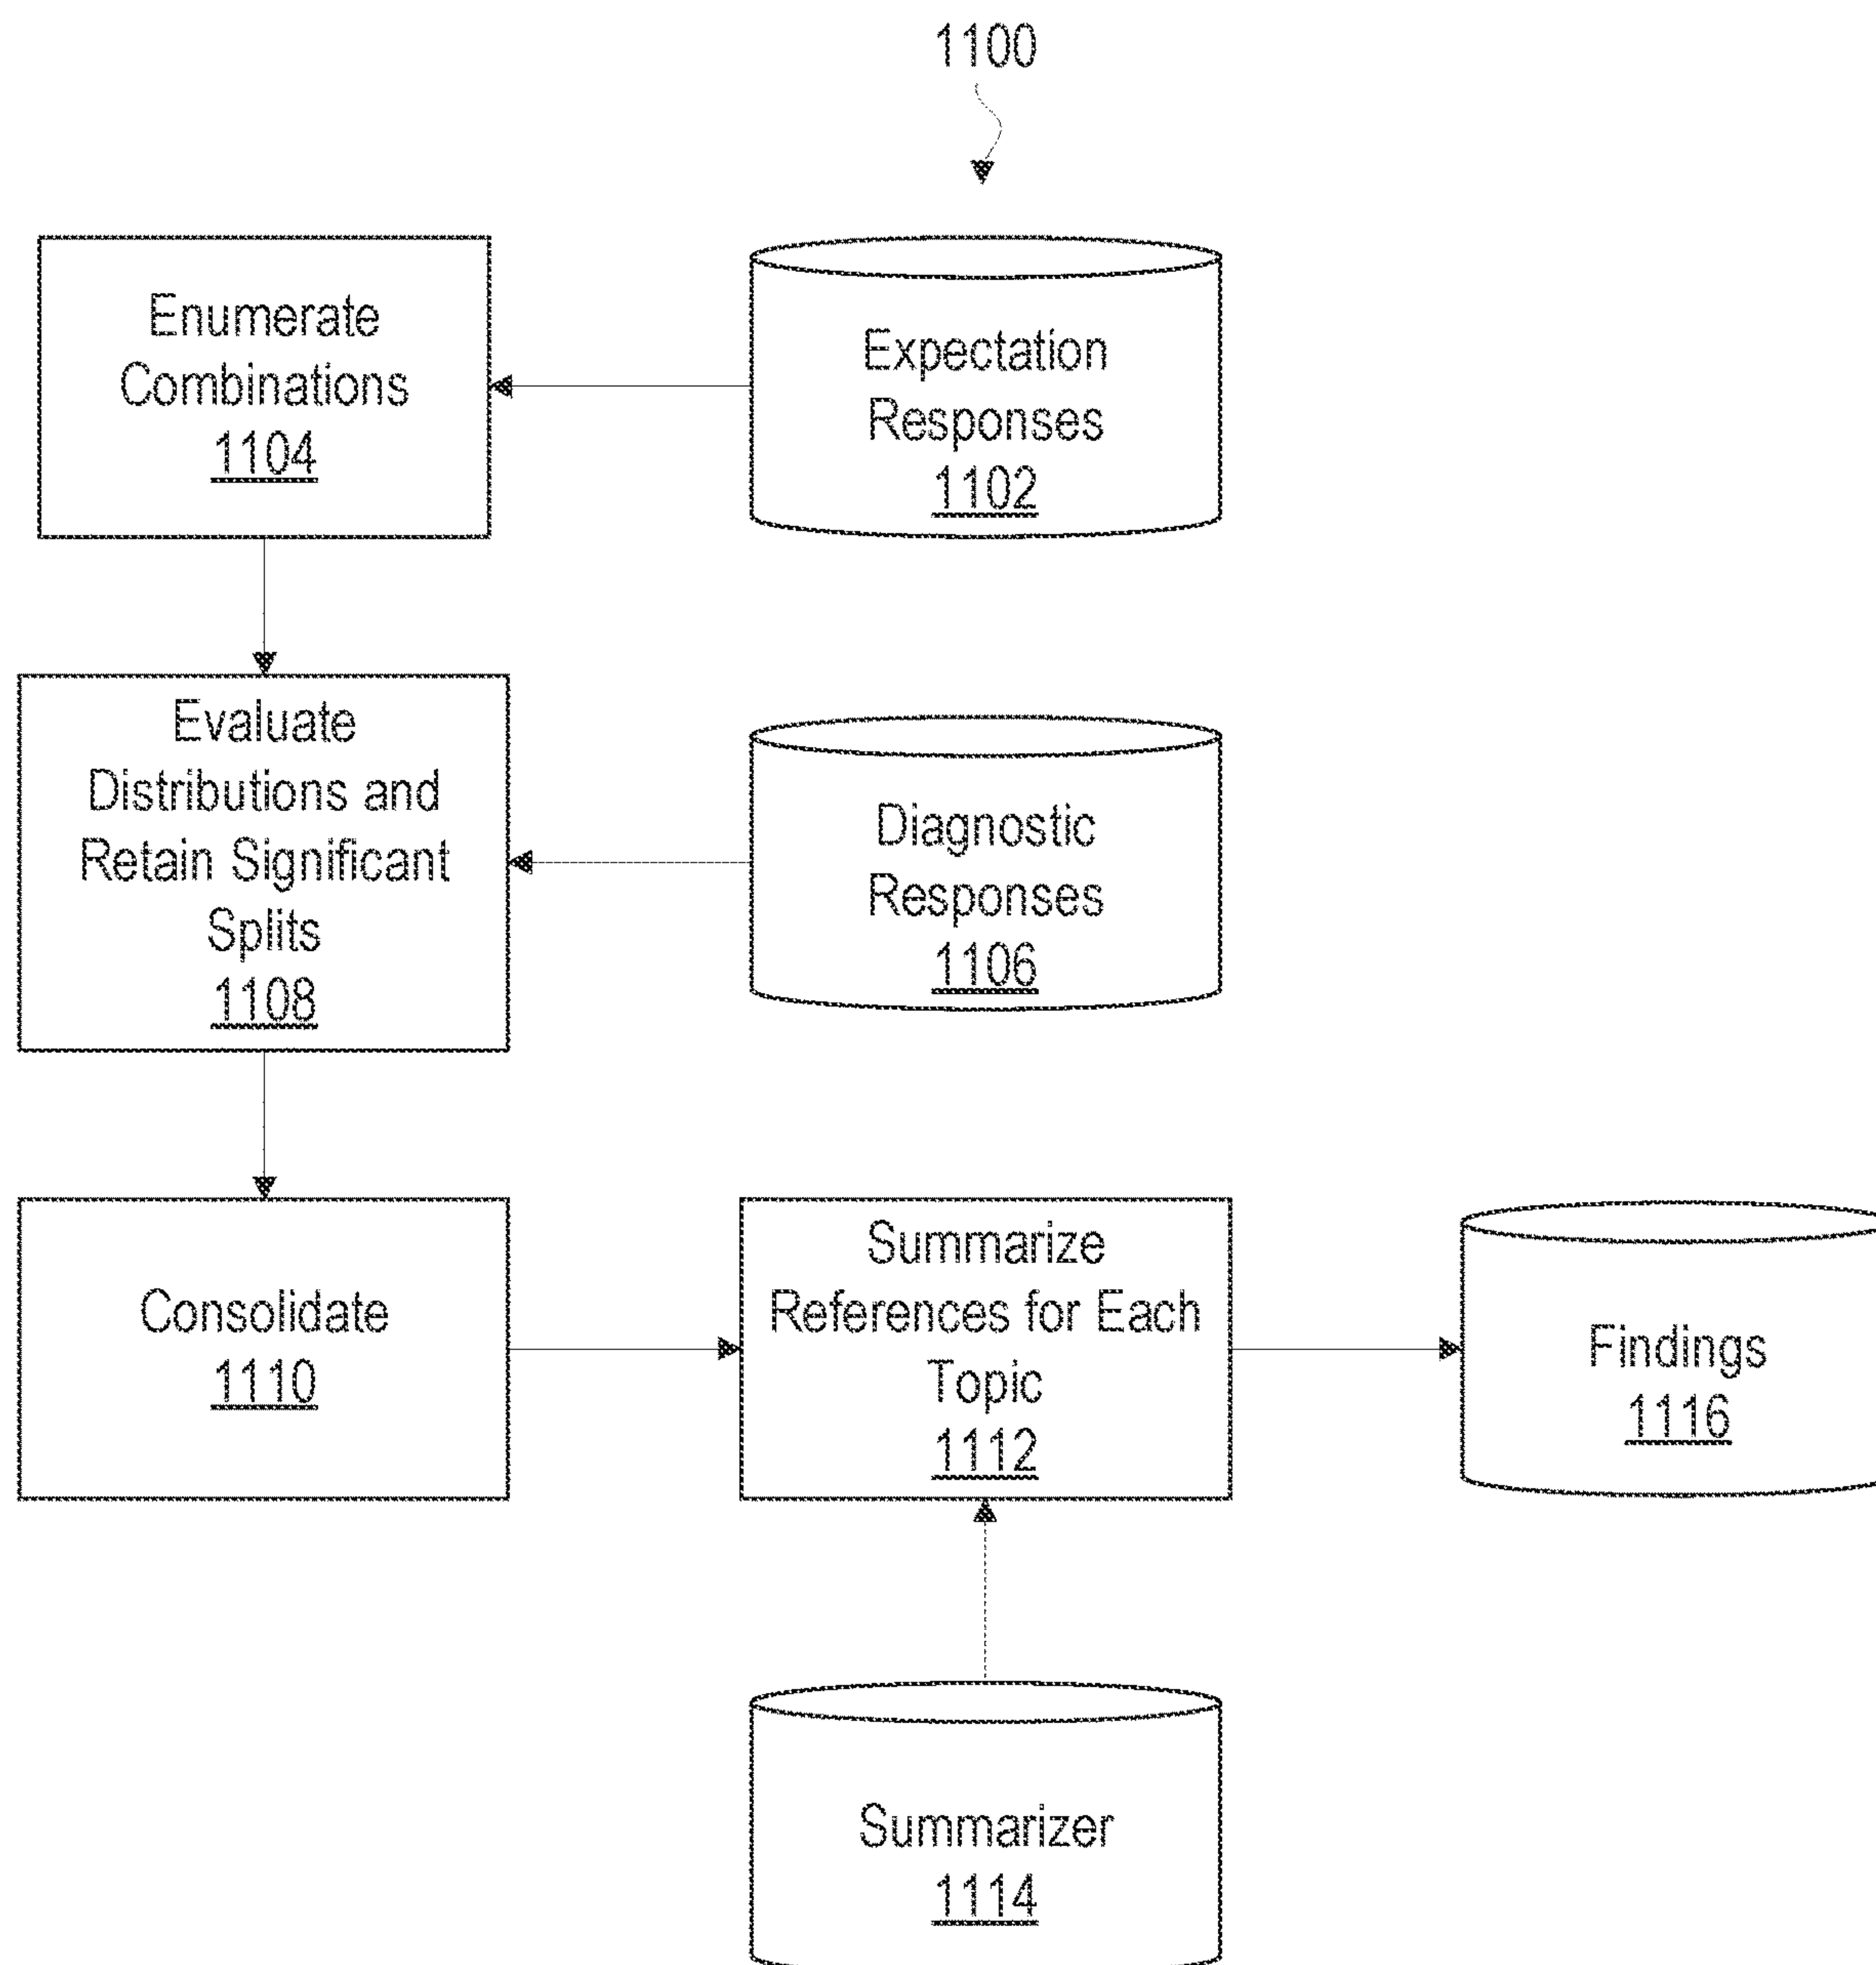 1100
Enumerate
Combinations
1104
Expectation
Responses
1102
Evaluate
Distributions and
Retain Significant
Splits
1108
Diagnostic
Responses
1106
Consolidate
1110
Summarize
References for Each
Topic
1112
Findings
1116
Summarizer
1114